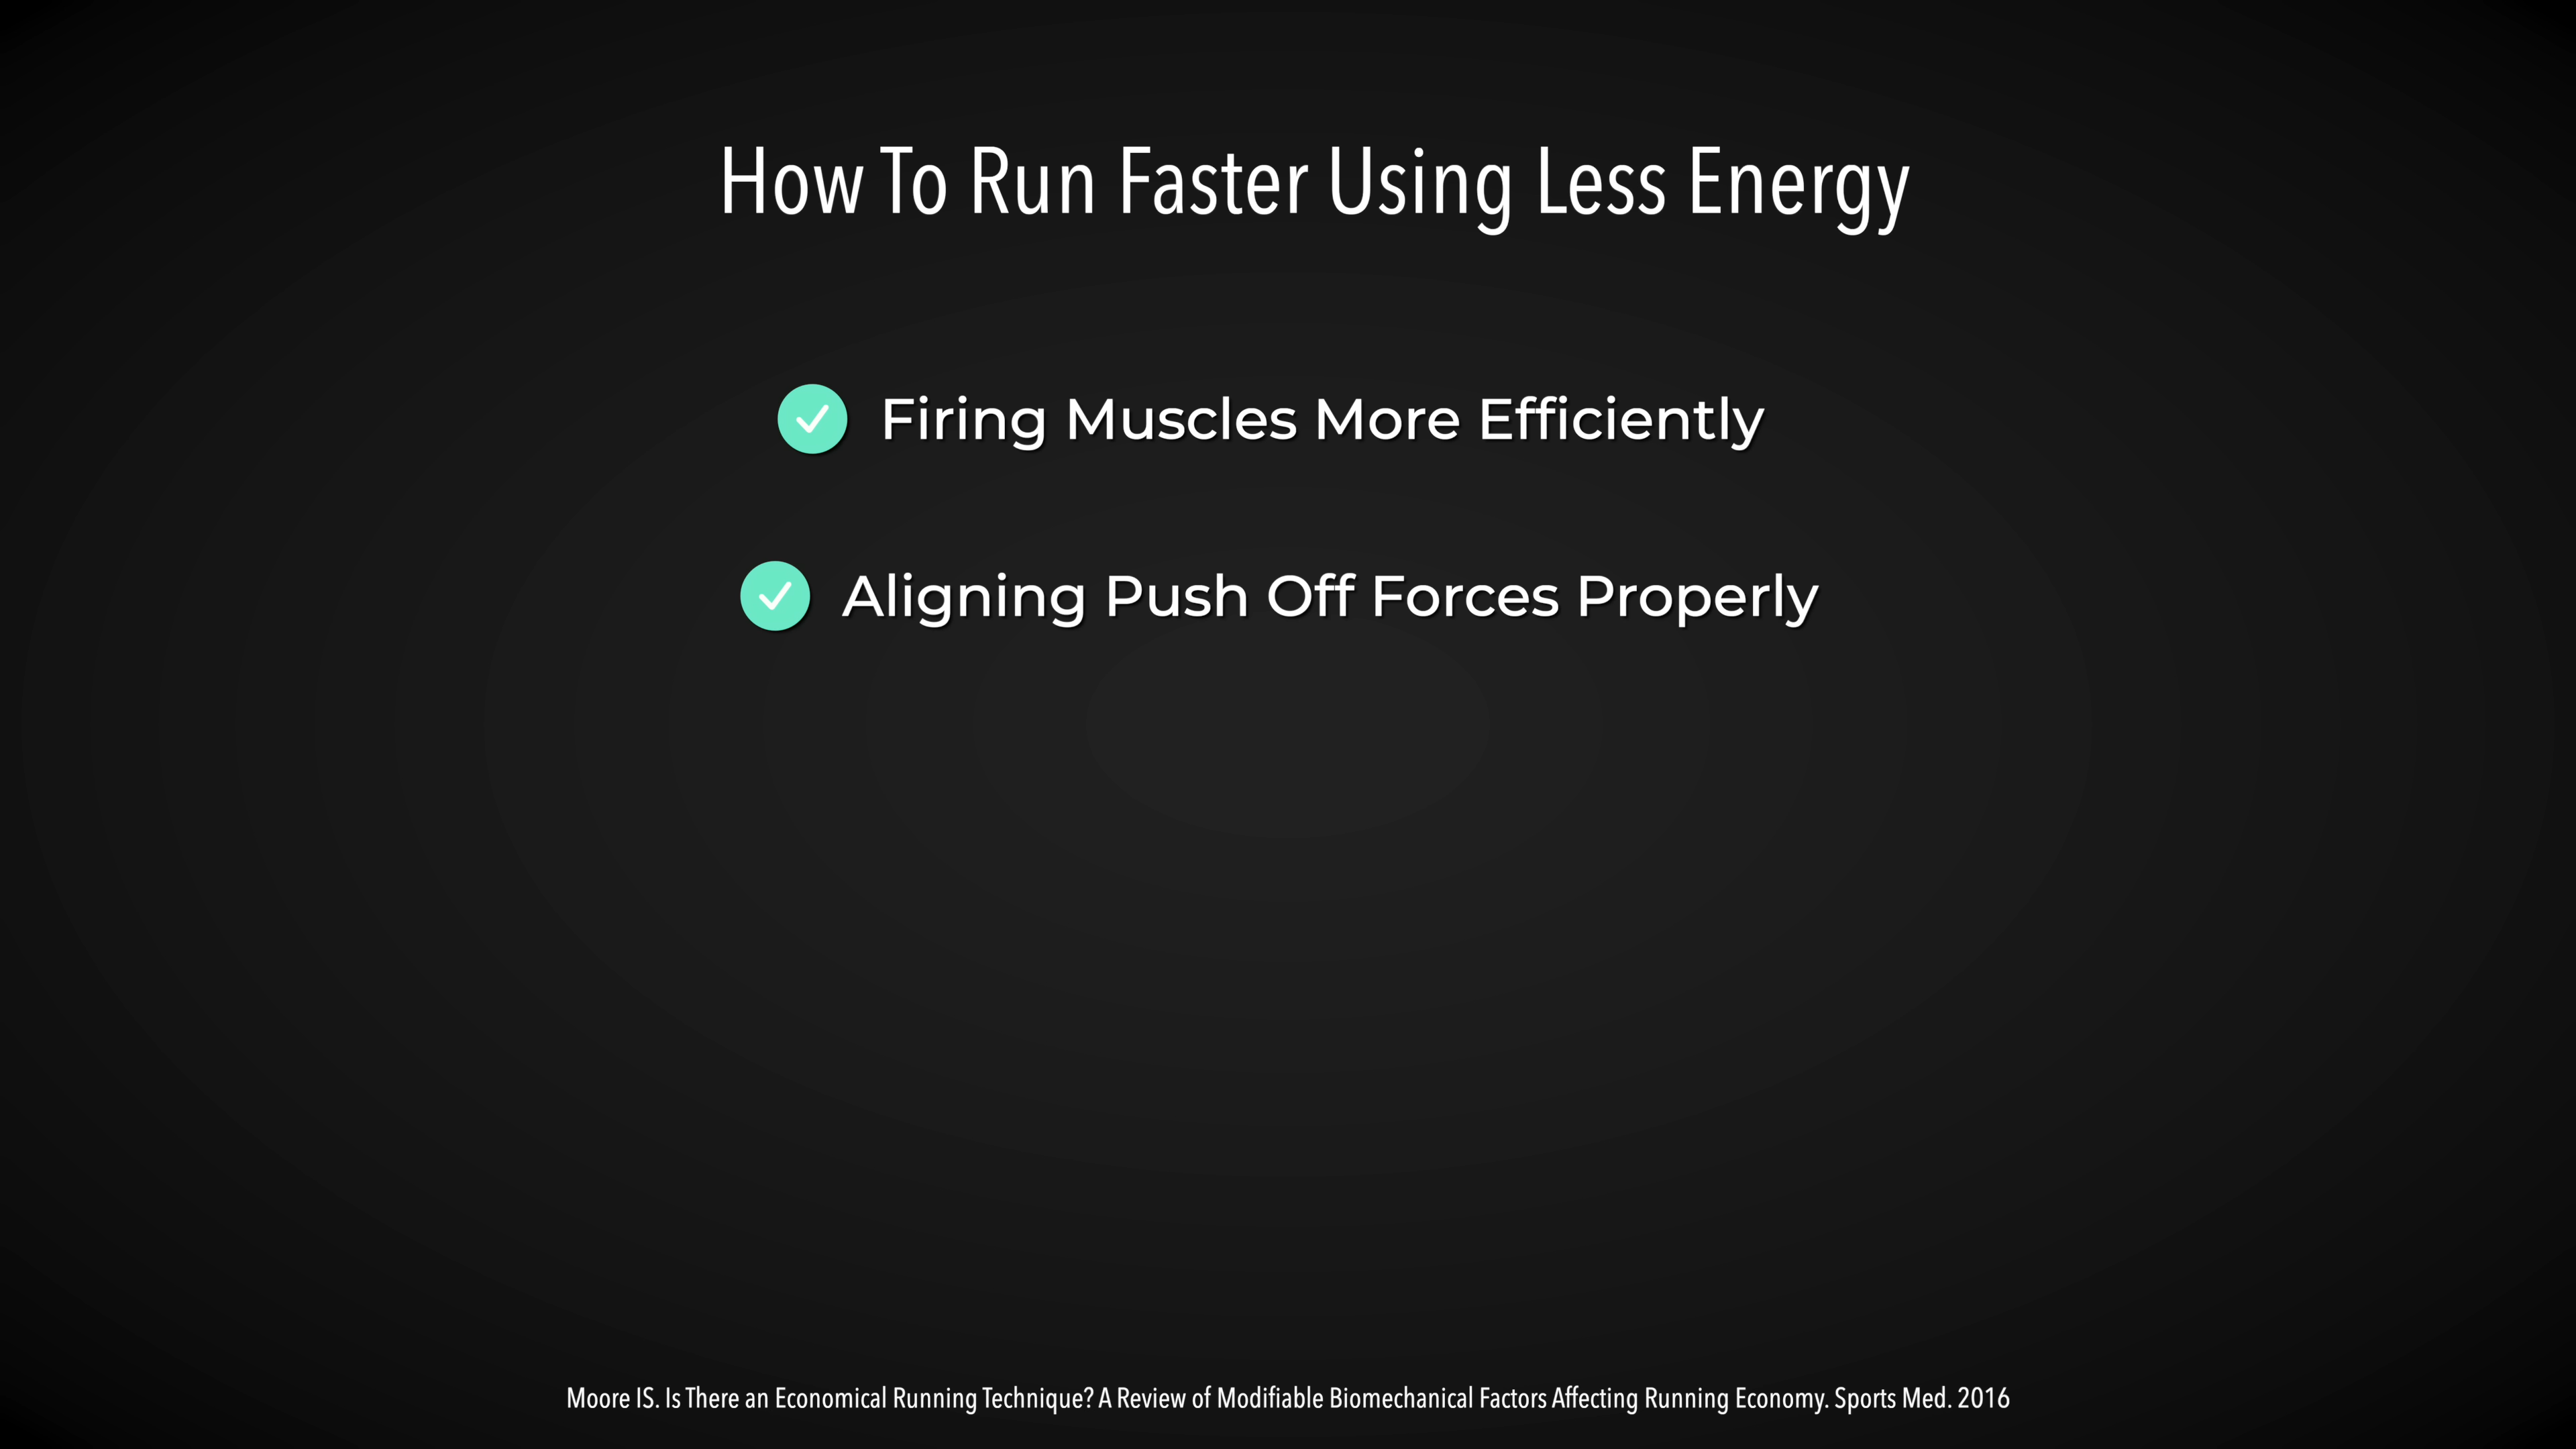 How To Run Faster Using Less Energy
Firing Muscles More Efficiently
Aligning Push Off Forces Properly
Moore IS. Is There an Economical Running Technique? A Review of Modifiable Biomechanical Factors Affecting Running Economy. Sports Med. 2016